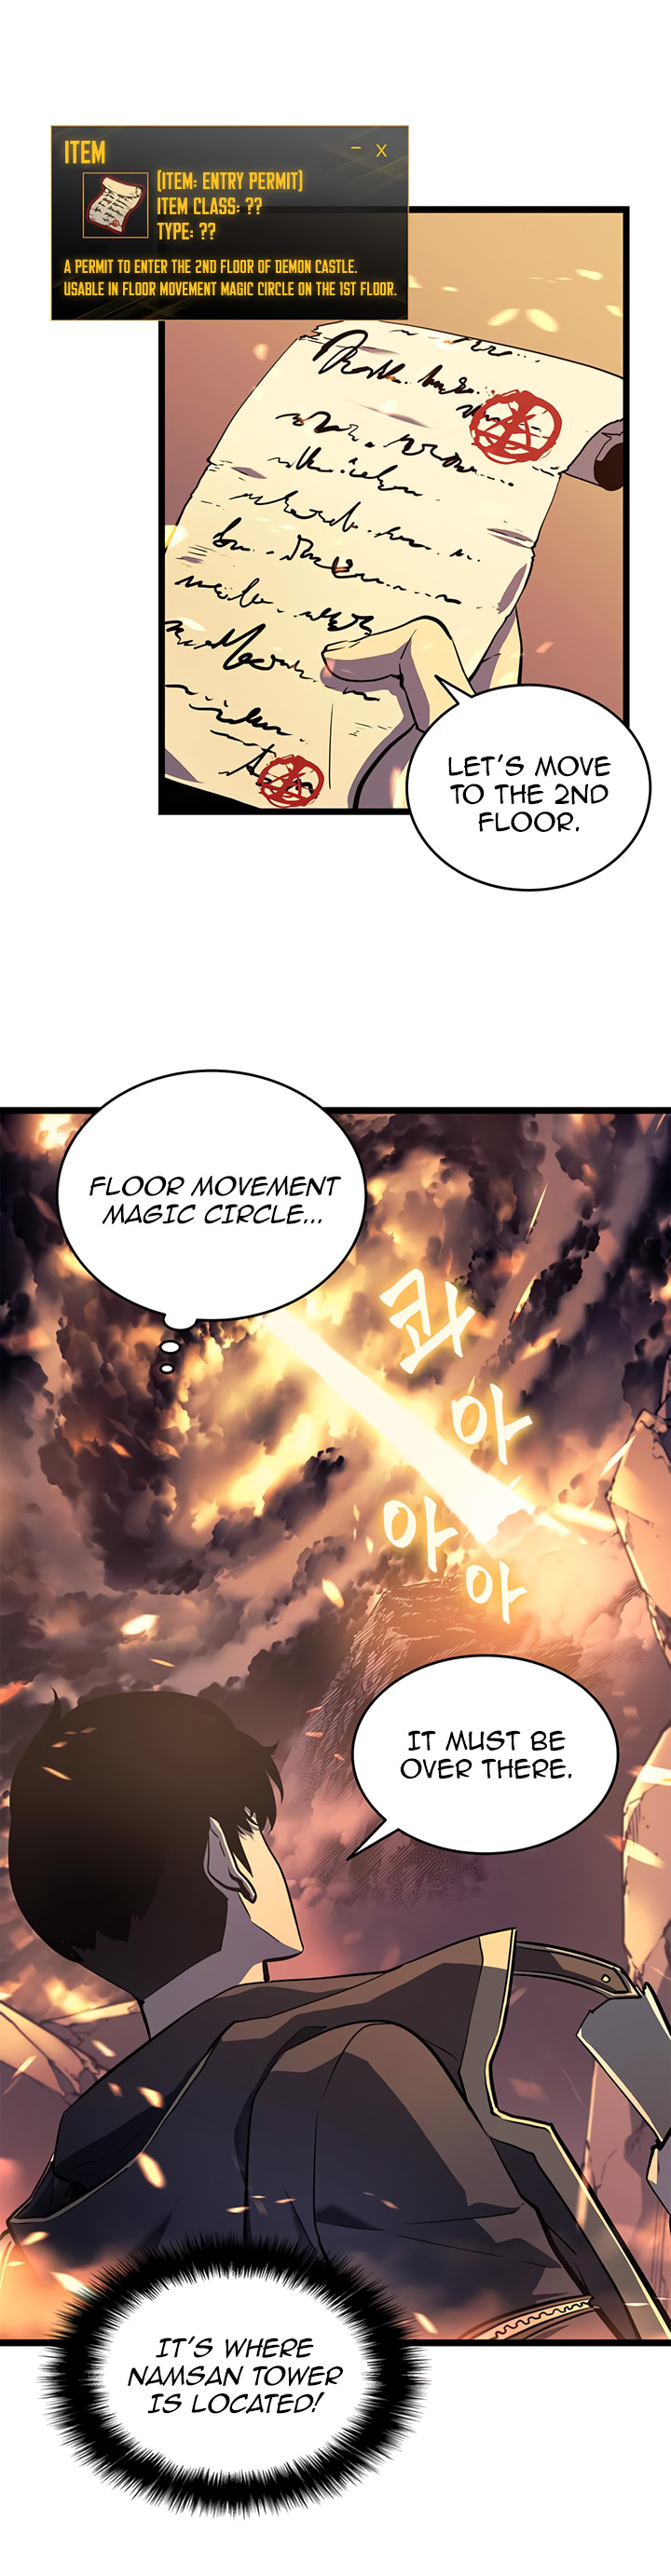 ITEM
- X
[ITEM: ENTRY PERMIT]
ITEM CLASS: ??
TYPE: ??
A PERMIT TO ENTER THE 2ND FLOOR OF DEMON CASTLE.
USABLE IN FLOOR MOVEMENT MAGIC CIRCLE ON THE 1ST FLOOR.
LET'S MOVE
TO THE 2ND
FLOOR.
FLOOR MOVEMENT
MAGIC CIRCLE...
콰
아
아
아
IT MUST BE
OVER THERE.
IT'S WHERE
NAMSAN TOWER
IS LOCATED!